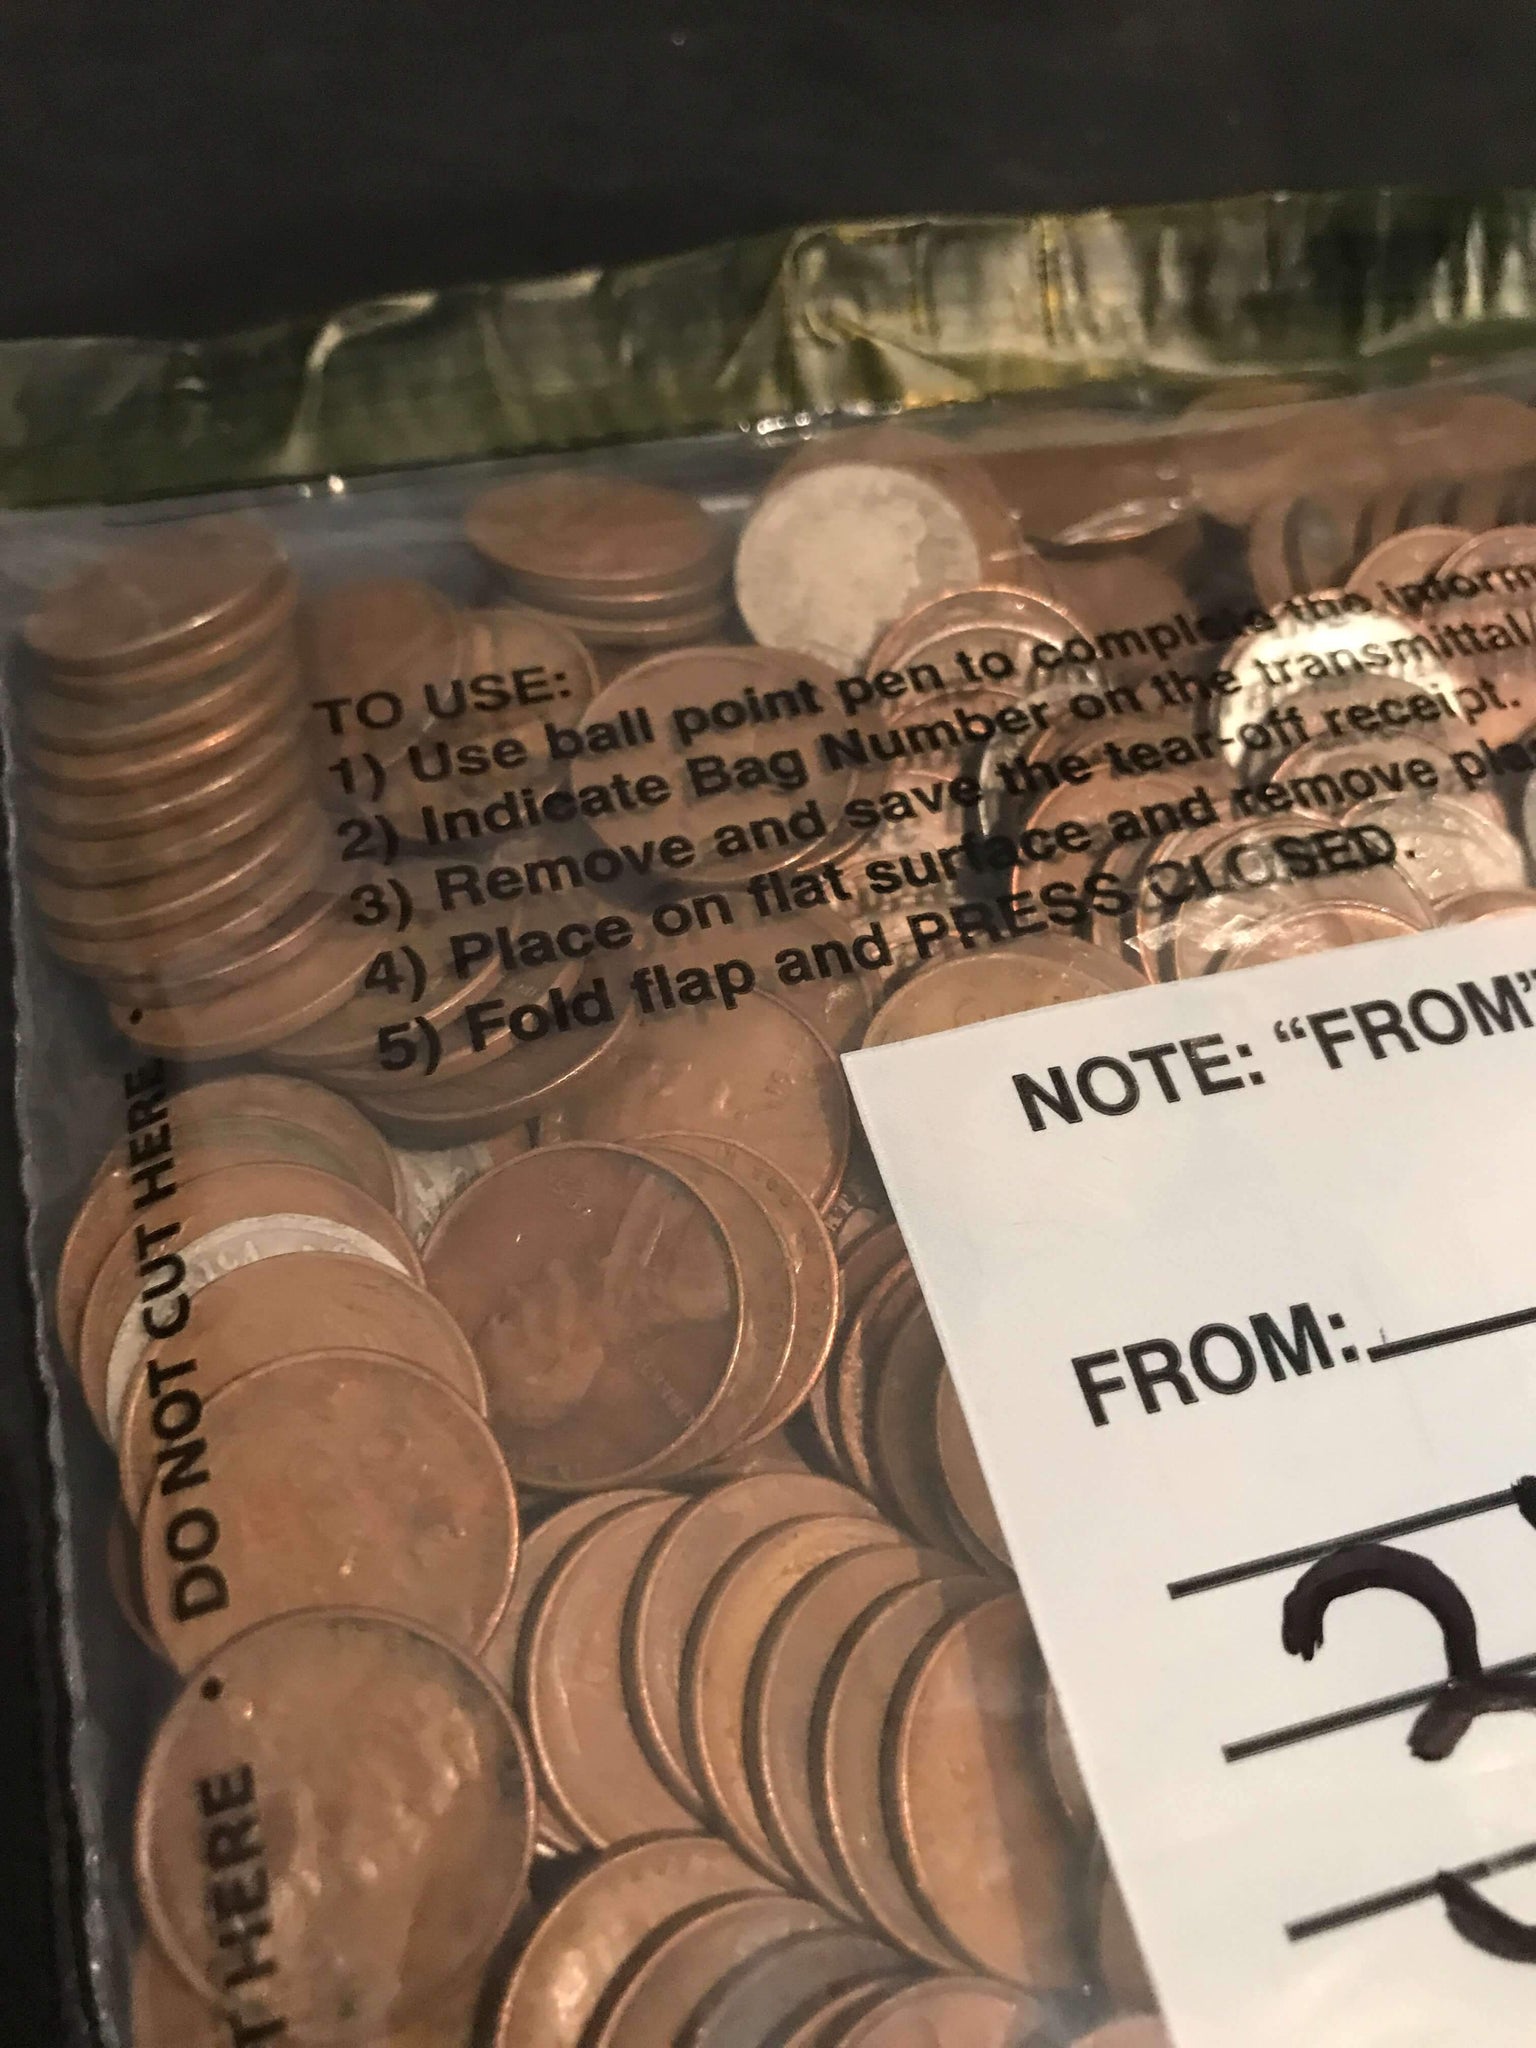 TO USE:
1) Use ball point pen to complete the inform
2) Indicate Bag Number on the transmittal/
3) Remove and save the tear-off receipt.
4) Place on flat surface and remove pla
5) Fold flap and PRESS CLOSED.
• DO NOT CUT HERE •
T HERE
NOTE: “FROM”
FROM: